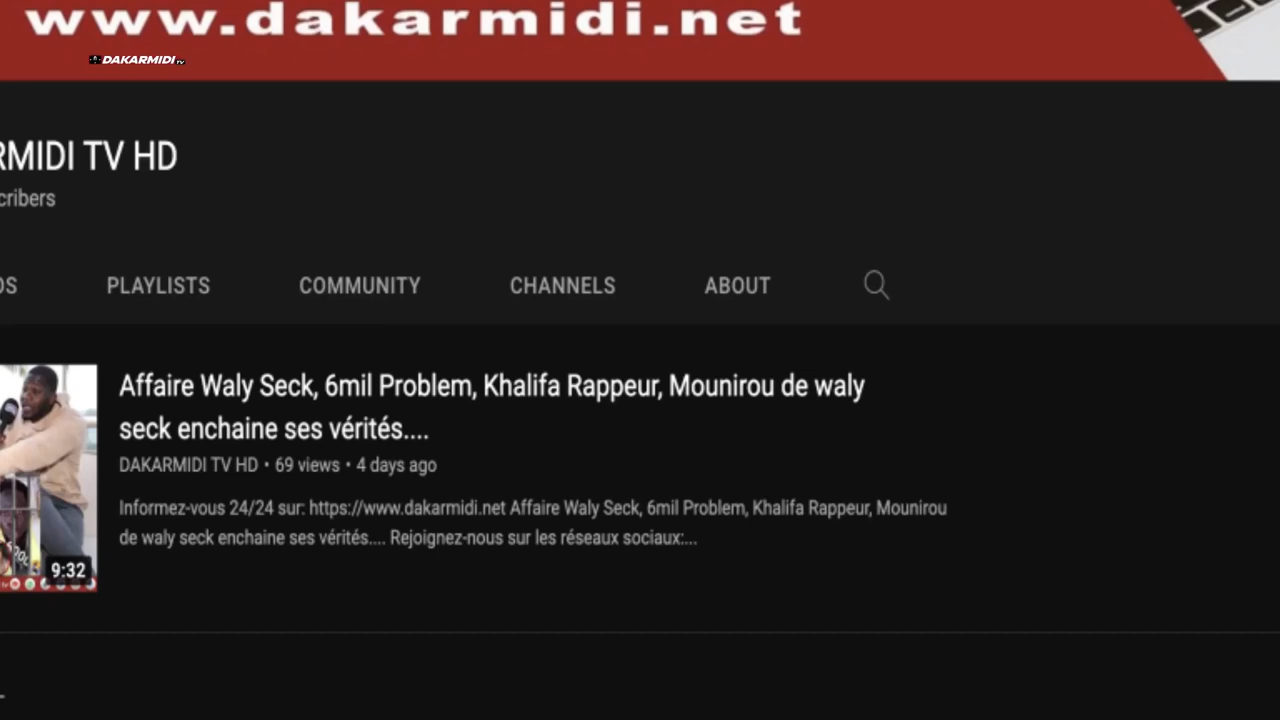 www.dakarmidi.net
DAKARMIDI TV
RMIDI TV HD
cribers
OS
PLAYLISTS
COMMUNITY
CHANNELS
ABOUT
Affaire Waly Seck, 6mil Problem, Khalifa Rappeur, Mounirou de waly
seck enchaine ses vérités....
DAKARMIDI TV HD • 69 views • 4 days ago
Informez-vous 24/24 sur: https://www.dakarmidi.net Affaire Waly Seck, 6mil Problem, Khalifa Rappeur, Mounirou
de waly seck enchaine ses vérités.... Rejoignez-nous sur les réseaux sociaux:...
9:32